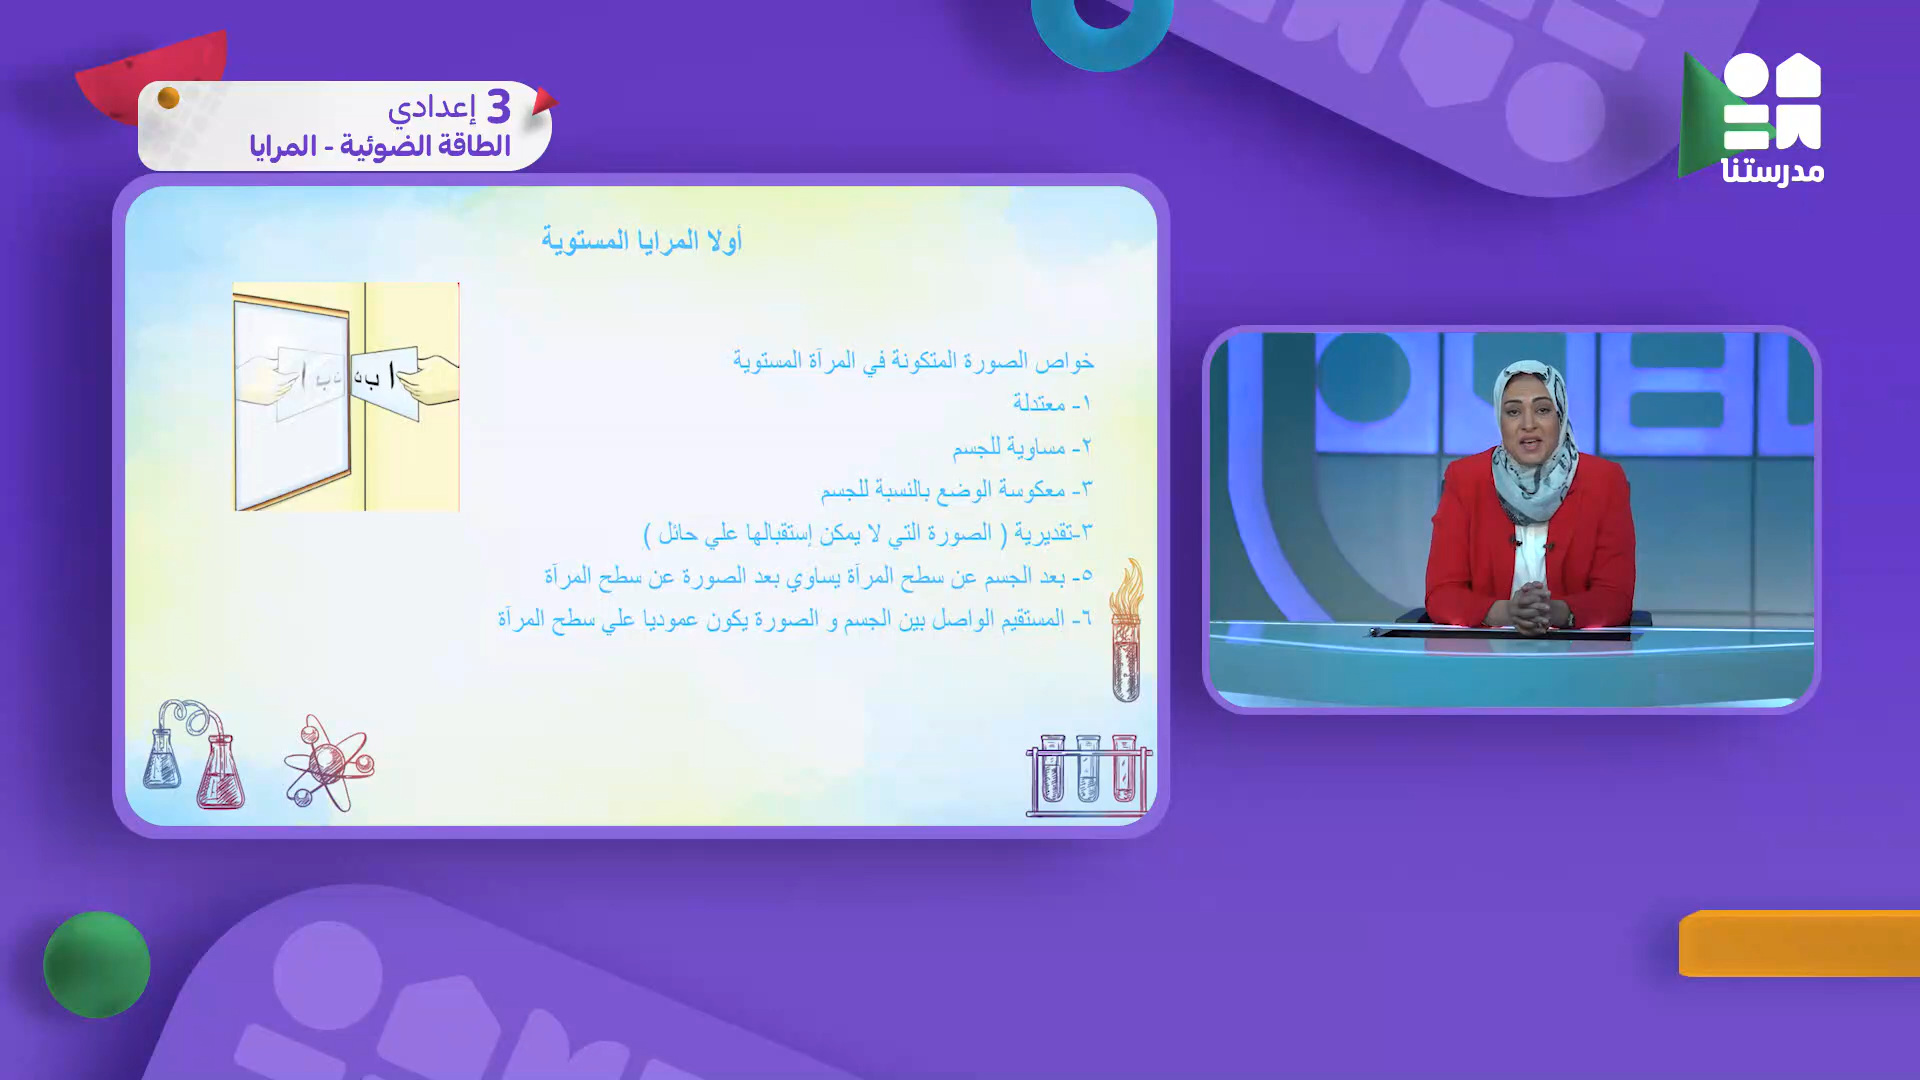 3 إعدادي
الطاقة الضوئية - المرايا
مدرستنا
أولا المرايا المستوية
خواص الصورة المتكونة في المرآة المستوية
١- معتدلة
٢- مساوية للجسم
٣- معكوسة الوضع بالنسبة للجسم
٣-تقديرية ( الصورة التي لا يمكن إستقبالها علي حائل )
٥- بعد الجسم عن سطح المرآة يساوي بعد الصورة عن سطح المرآة
٦- المستقيم الواصل بين الجسم و الصورة يكون عموديا علي سطح المرآة
ا ب ت